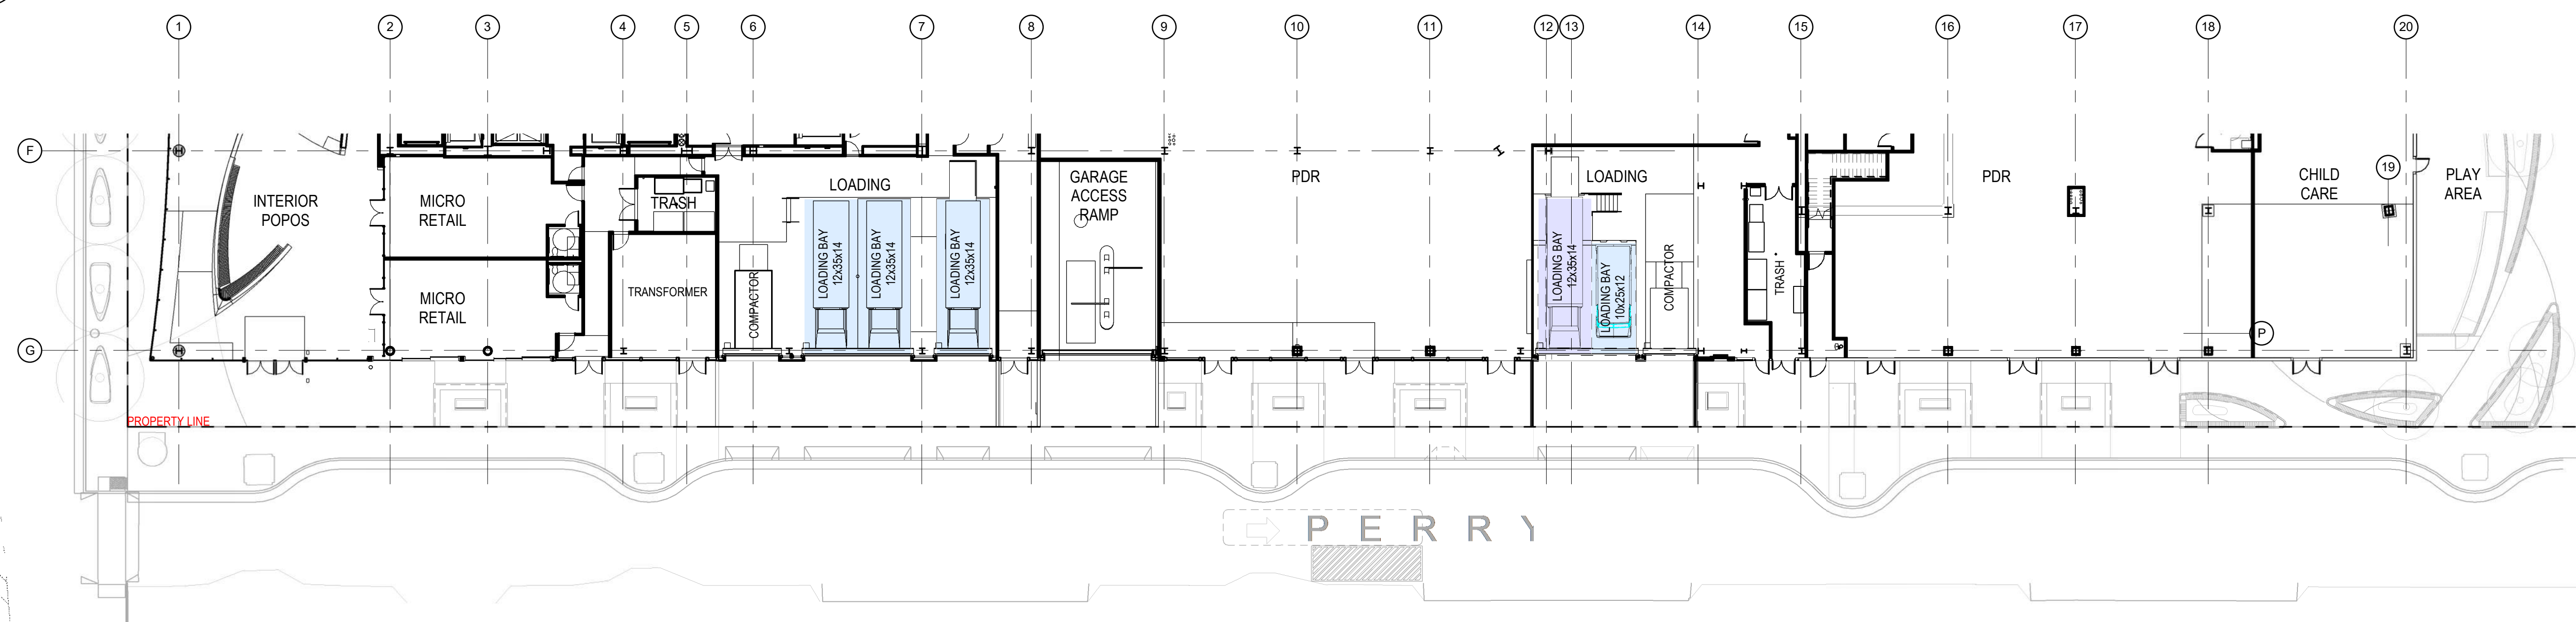 1
2
3
4
5
6
7
8
9
10
11
12
13
14
15
16
17
18
20
F
INTERIOR
POPOS
MICRO
RETAIL
TRASH
LOADING
GARAGE
ACCESS
RAMP
PDR
LOADING
PDR
CHILD
CARE
19
PLAY
AREA
LOADING BAY
12x35x14
LOADING BAY
12x35x14
LOADING BAY
12x35x14
LOADING BAY
12x35x14
LOADING BAY
10x25x12
COMPACTOR
TRASH
MICRO
RETAIL
TRANSFORMER
COMPACTOR
P
G
PROPERTY LINE
PERRY